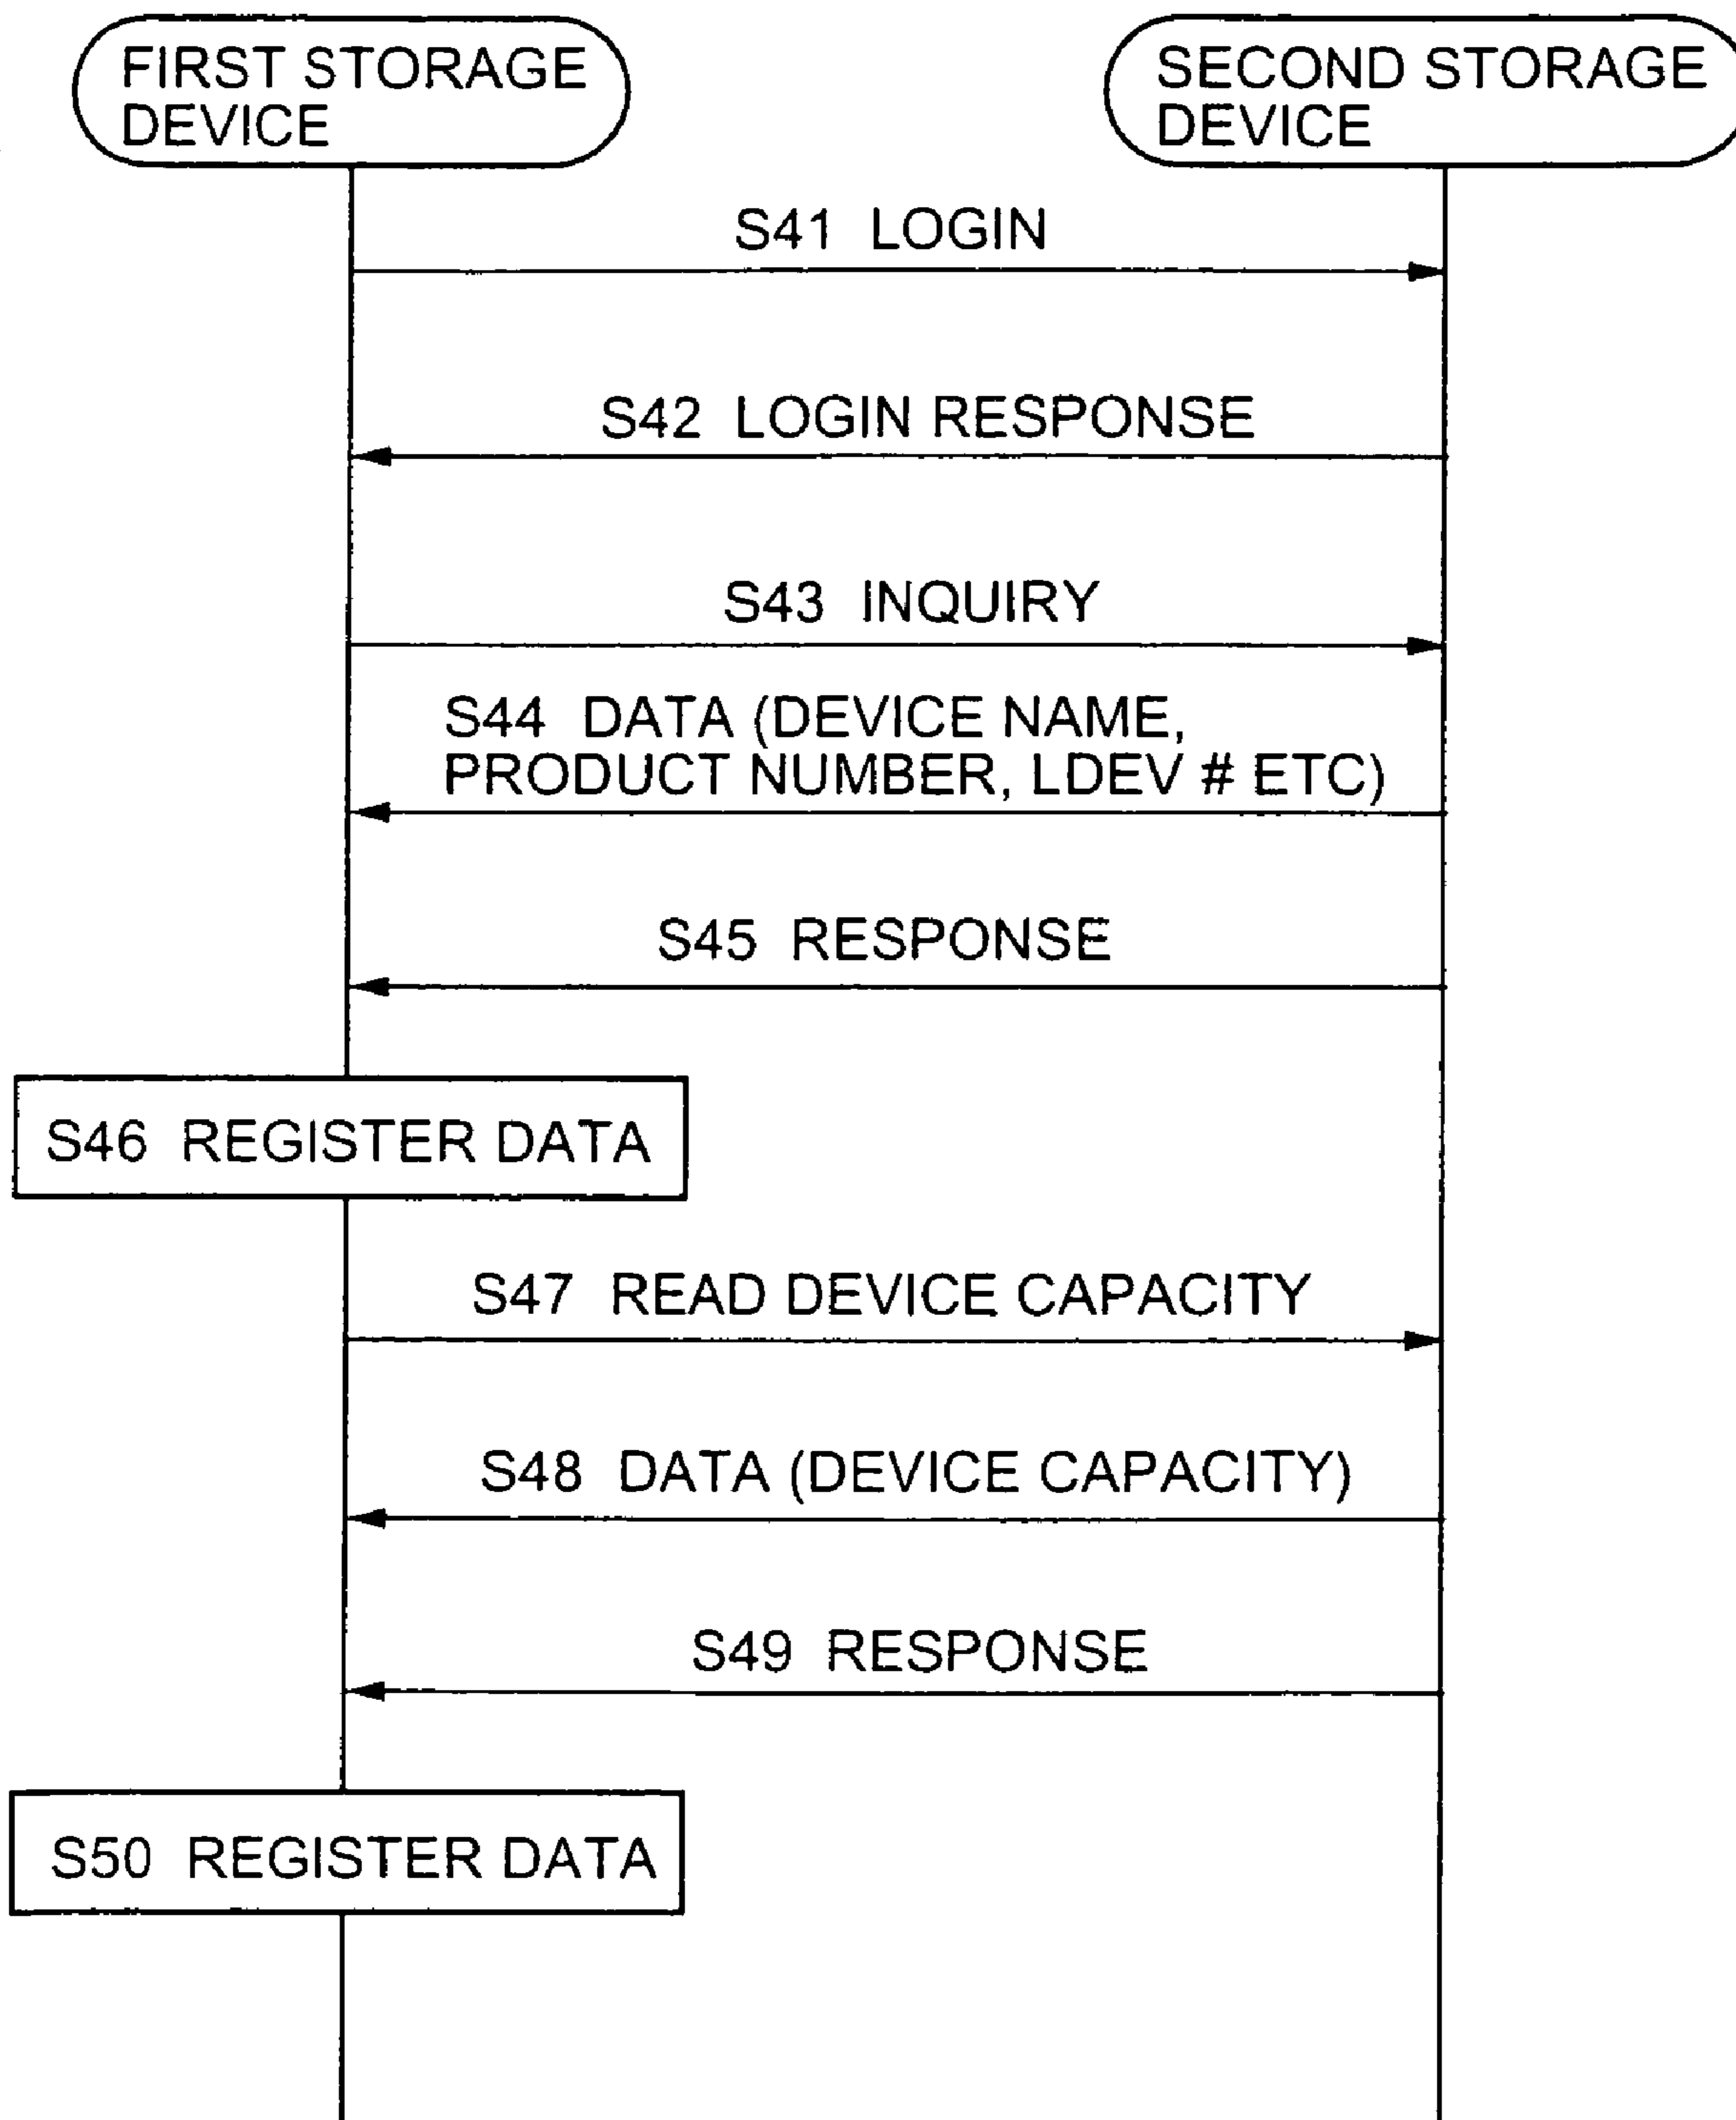 FIRST STORAGE
DEVICE
SECOND STORAGE
DEVICE
S41 LOGIN
S42 LOGIN RESPONSE
S43 INQUIRY
S44 DATA (DEVICE NAME,
PRODUCT NUMBER, LDEV # ETC)
S45 RESPONSE
S46 REGISTER DATA
S47 READ DEVICE CAPACITY
S48 DATA (DEVICE CAPACITY)
S49 RESPONSE
S50 REGISTER DATA